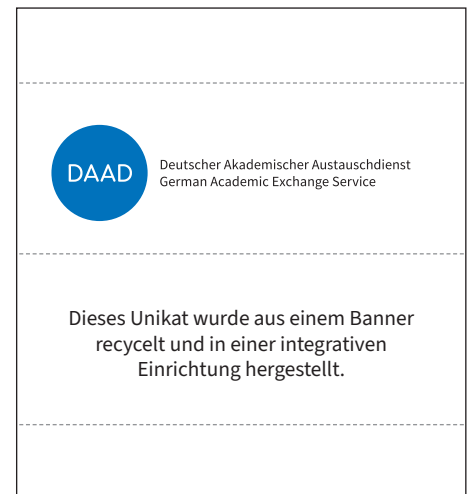 DAAD
Deutscher Akademischer Austauschdienst
German Academic Exchange Service
Dieses Unikat wurde aus einem Banner
recycelt und in einer integrativen
Einrichtung hergestellt.